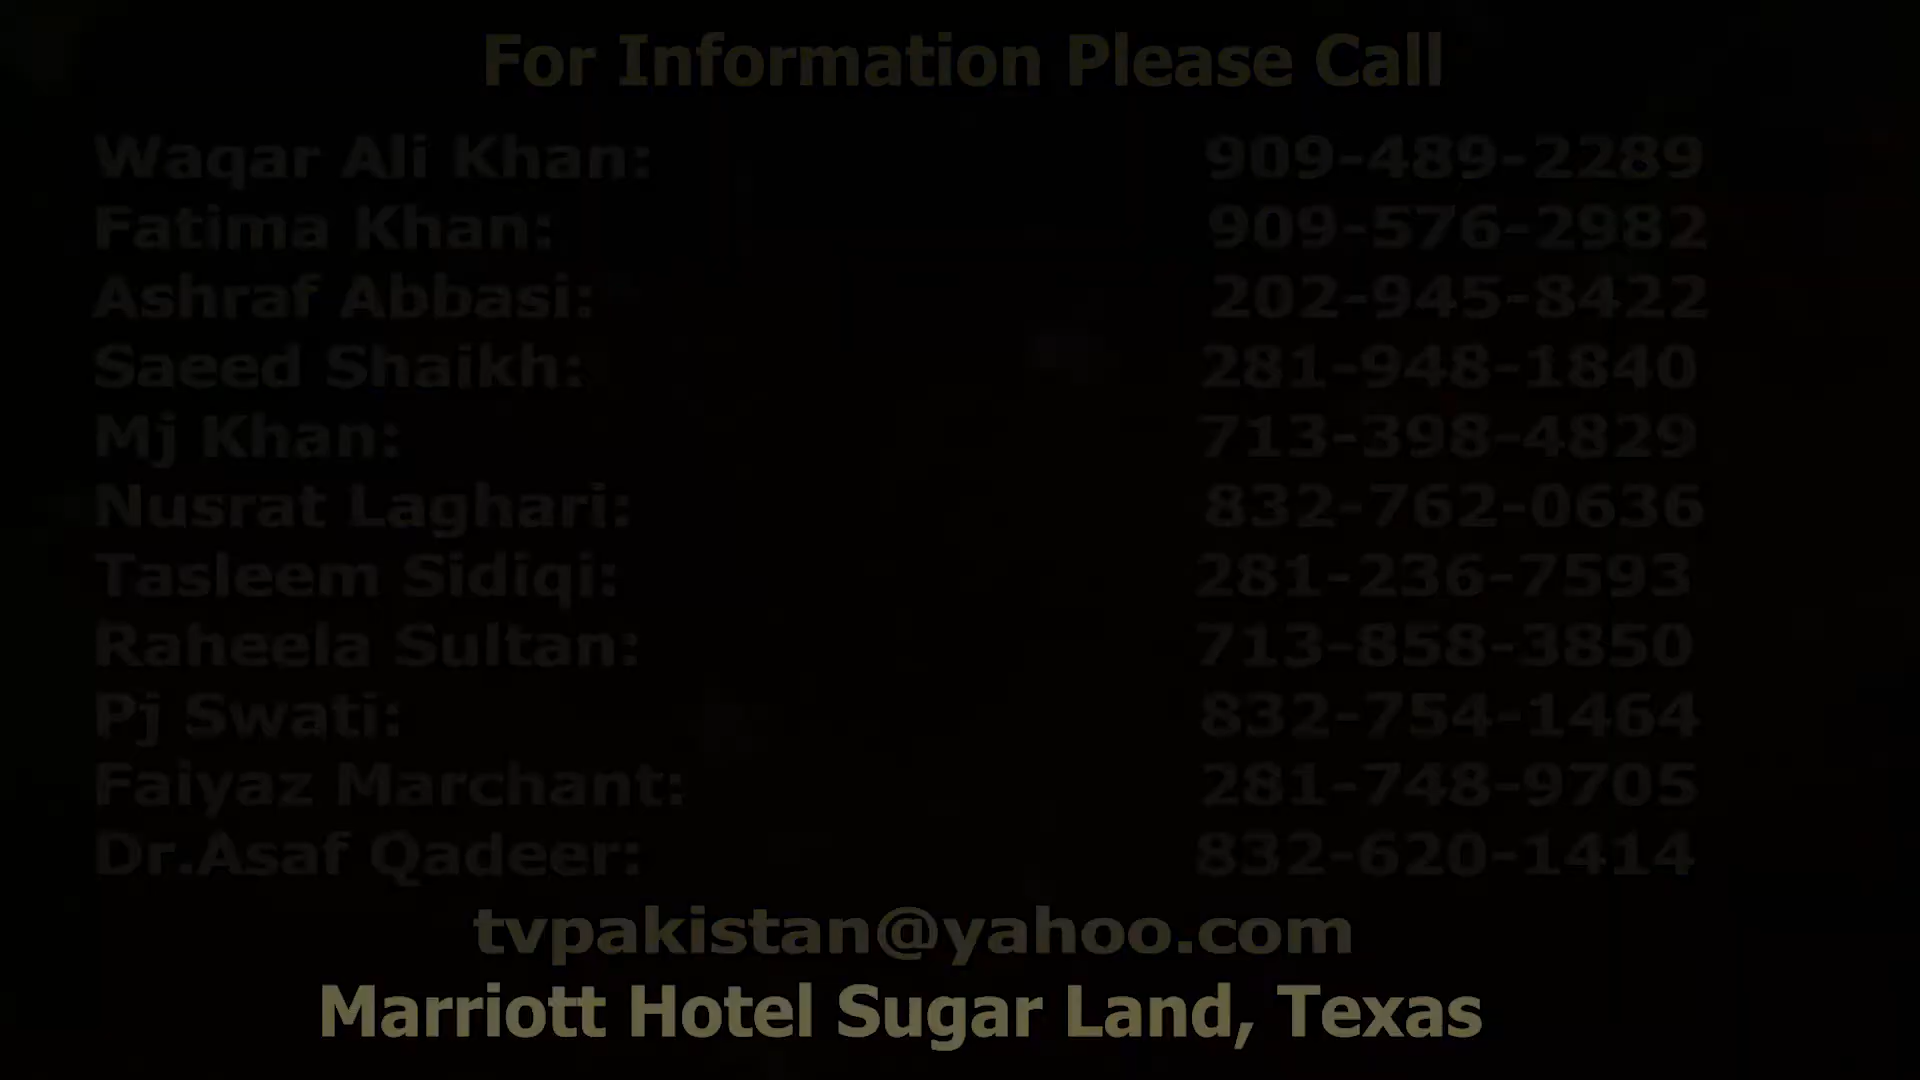 For Information Please Call
Waqar Ali Khan: 909-489-2289
Fatima Khan: 909-576-2982
Ashraf Abbasi: 202-945-8422
Saeed Shaikh: 281-948-1840
Mj Khan: 713-398-4829
Nusrat Laghari: 832-762-0636
Tasleem Sidiqi: 281-236-7593
Raheela Sultan: 713-858-3850
Pj Swati: 832-754-1464
Faiyaz Marchant: 281-748-9705
Dr.Asaf Qadeer: 832-620-1414
tvpakistan@yahoo.com
Marriott Hotel Sugar Land, Texas